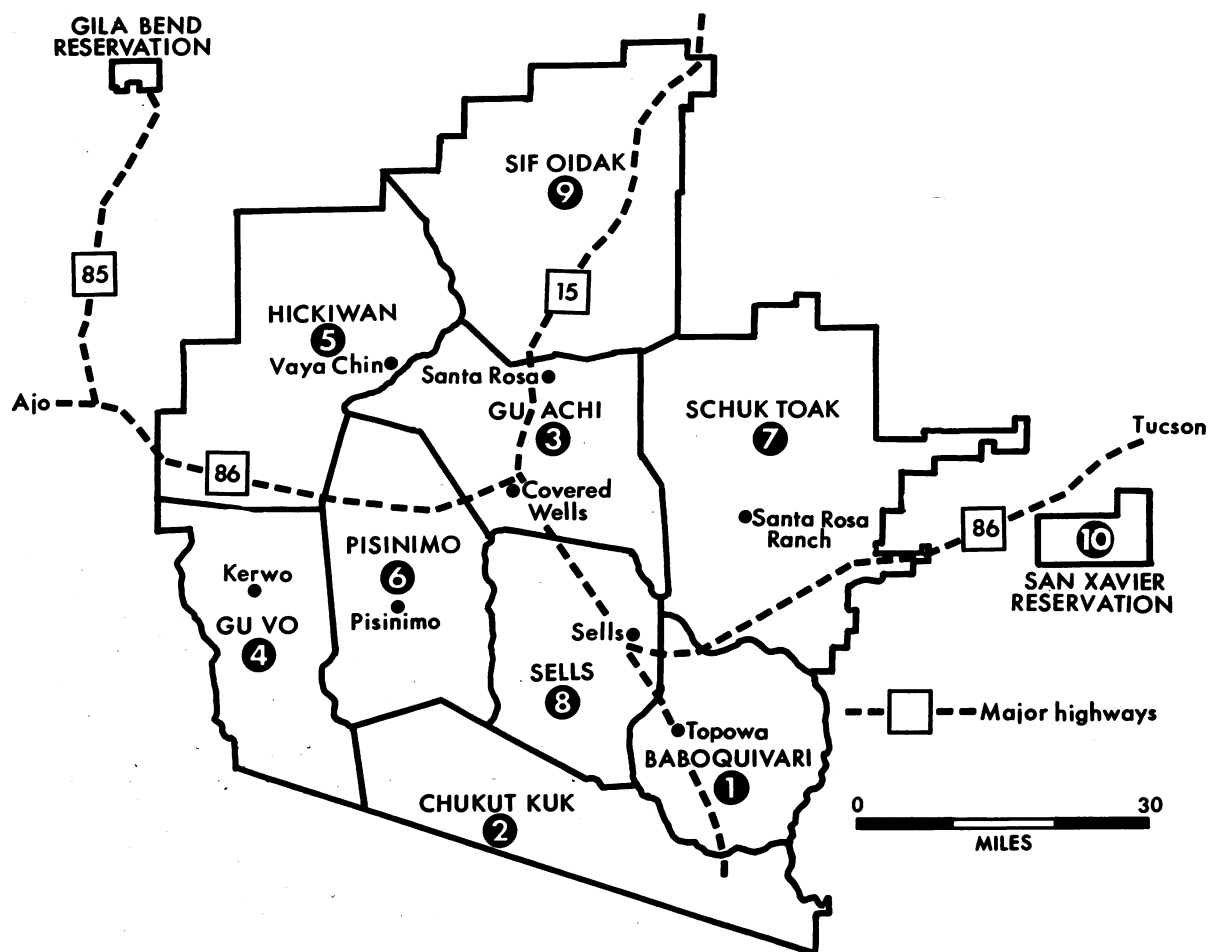 GILA BEND
RESERVATION
SIF OIDAK
9
85
15
HICKIWAN
5
Vaya Chin
Santa Rosa
Ajo
GU ACHI
3
SCHUK TOAK
7
Tucson
86
Covered
Wells
Santa Rosa
Ranch
86
10
SAN XAVIER
RESERVATION
PISINIMO
6
Pisinimo
Kerwo
GU VO
4
Sells
SELLS
8
Major highways
Topowa
BABOQUIVARI
1
CHUKUT KUK
2
0 30
MILES